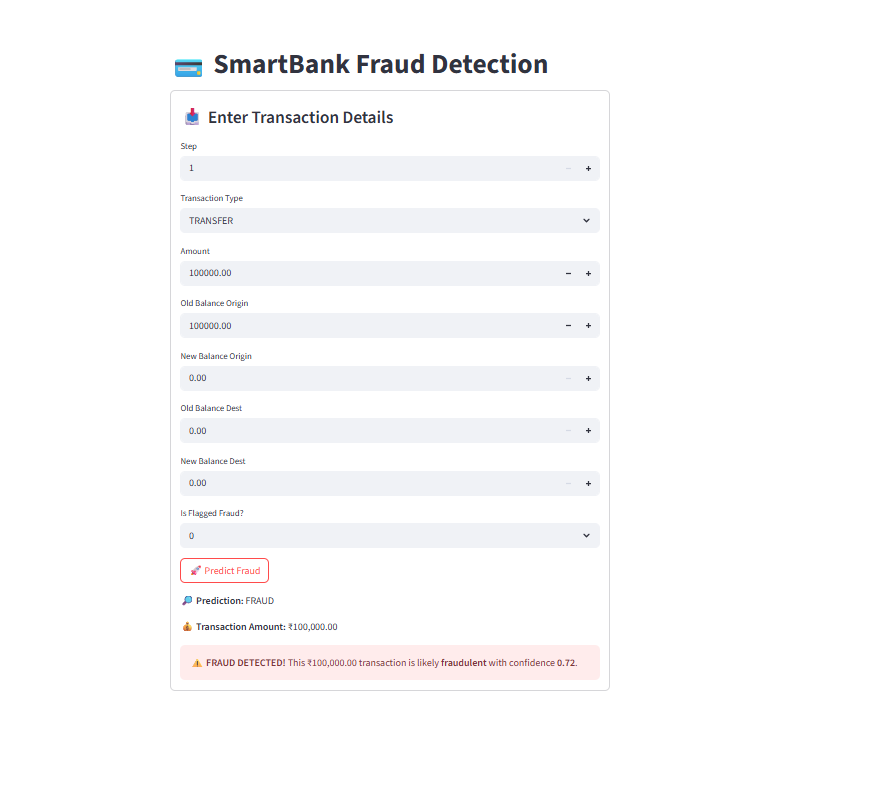 SmartBank Fraud Detection
Enter Transaction Details
Step
1
Transaction Type
TRANSFER
Amount
100000.00
Old Balance Origin
100000.00
New Balance Origin
0.00
Old Balance Dest
0.00
New Balance Dest
0.00
Is Flagged Fraud?
0
Predict Fraud
Prediction: FRAUD
Transaction Amount: ₹100,000.00
FRAUD DETECTED! This ₹100,000.00 transaction is likely fraudulent with confidence 0.72.